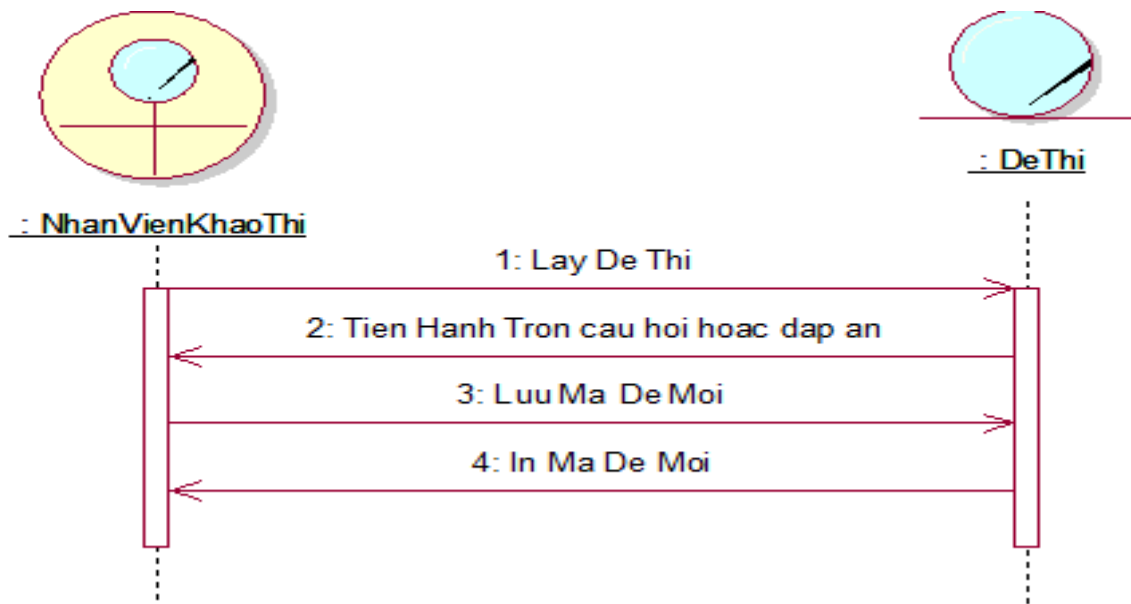 : DeThi
: NhanVienKhaoThi
1: Lay De Thi
2: Tien Hanh Tron cau hoi hoac dap an
3: Luu Ma De Moi
4: In Ma De Moi